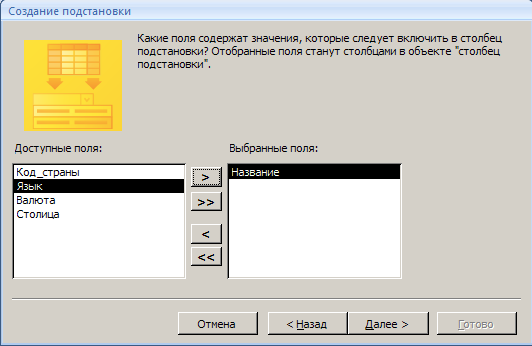 Создание подстановки
Какие поля содержат значения, которые следует включить в столбец
подстановки? Отобранные поля станут столбцами в объекте "столбец
подстановки".
Доступные поля:
Выбранные поля:
Код_страны
Язык
Валюта
Столица
>
>>
<
<<
Название
Отмена
< Назад
Далее >
Готово